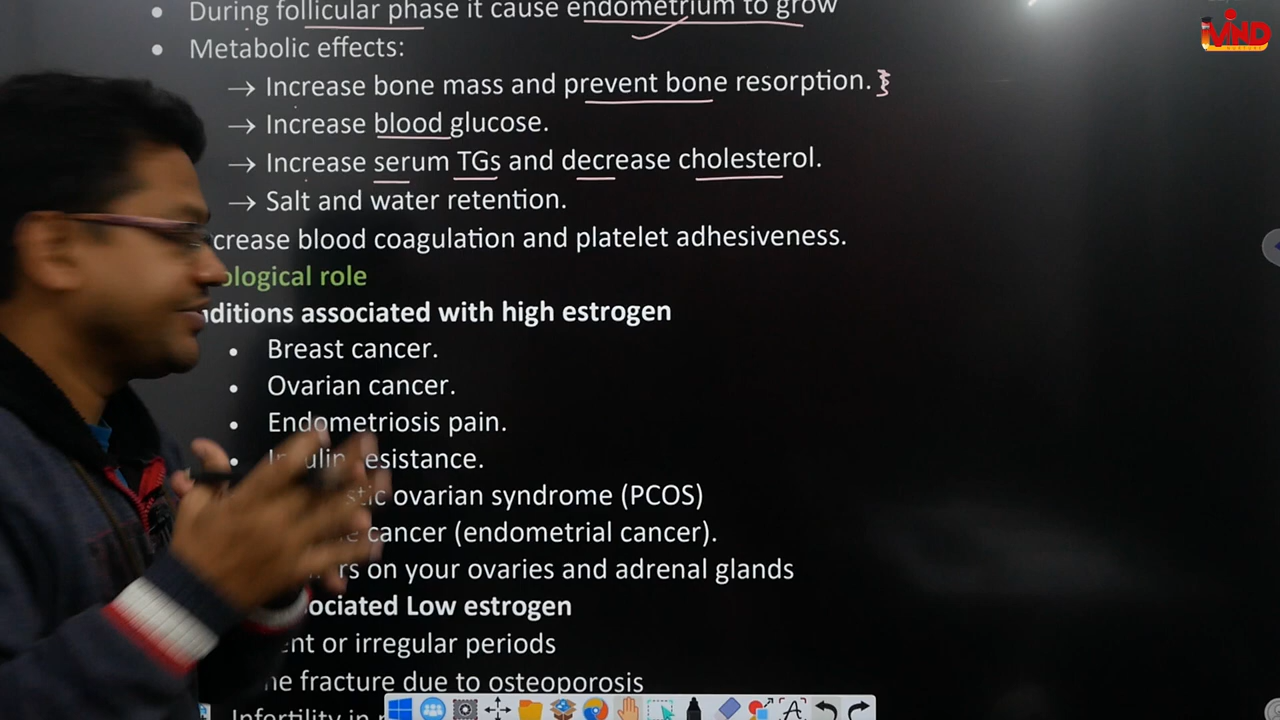 • During follicular phase it cause endometrium to grow
• Metabolic effects:
→ Increase bone mass and prevent bone resorption.
→ Increase blood glucose.
→ Increase serum TGs and decrease cholesterol.
→ Salt and water retention.
crease blood coagulation and platelet adhesiveness.
ological role
nditions associated with high estrogen
• Breast cancer.
• Ovarian cancer.
• Endometriosis pain.
• Insulin resistance.
stic ovarian syndrome (PCOS)
cancer (endometrial cancer).
rs on your ovaries and adrenal glands
ociated Low estrogen
ent or irregular periods
ne fracture due to osteoporosis
Infertility in